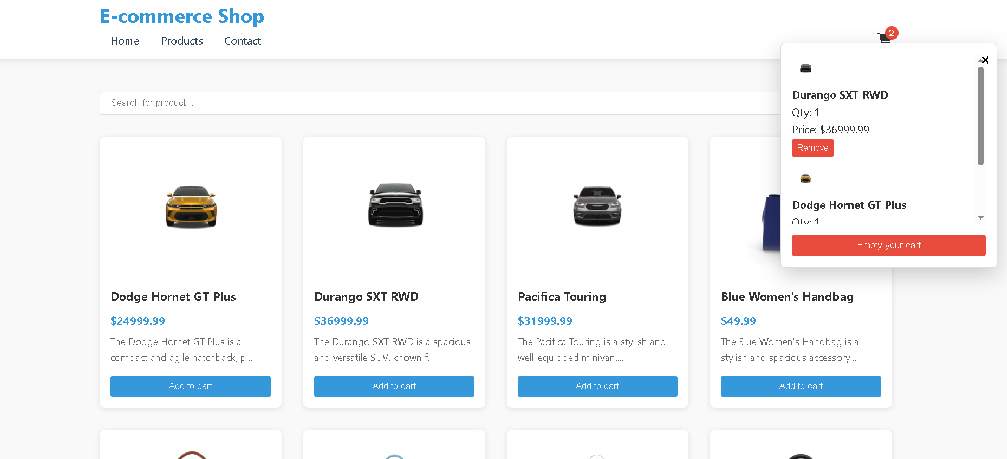 E-commerce Shop
Home Products Contact
2
Search for product...
×
Durango SXT RWD
Qty: 1
Price: $36999.99
Remove
Dodge Hornet GT Plus
Qty: 1
Empty your cart
Dodge Hornet GT Plus
$24999.99
The Dodge Hornet GT Plus is a
compact and agile hatchback, p...
Add to cart
Durango SXT RWD
$36999.99
The Durango SXT RWD is a spacious
and versatile SUV known f...
Add to cart
Pacifica Touring
$31999.99
The Pacifica Touring is a stylish and
well-equipped minivan....
Add to cart
Blue Women's Handbag
$49.99
The Blue Women's Handbag is a
stylish and spacious accessory...
Add to cart